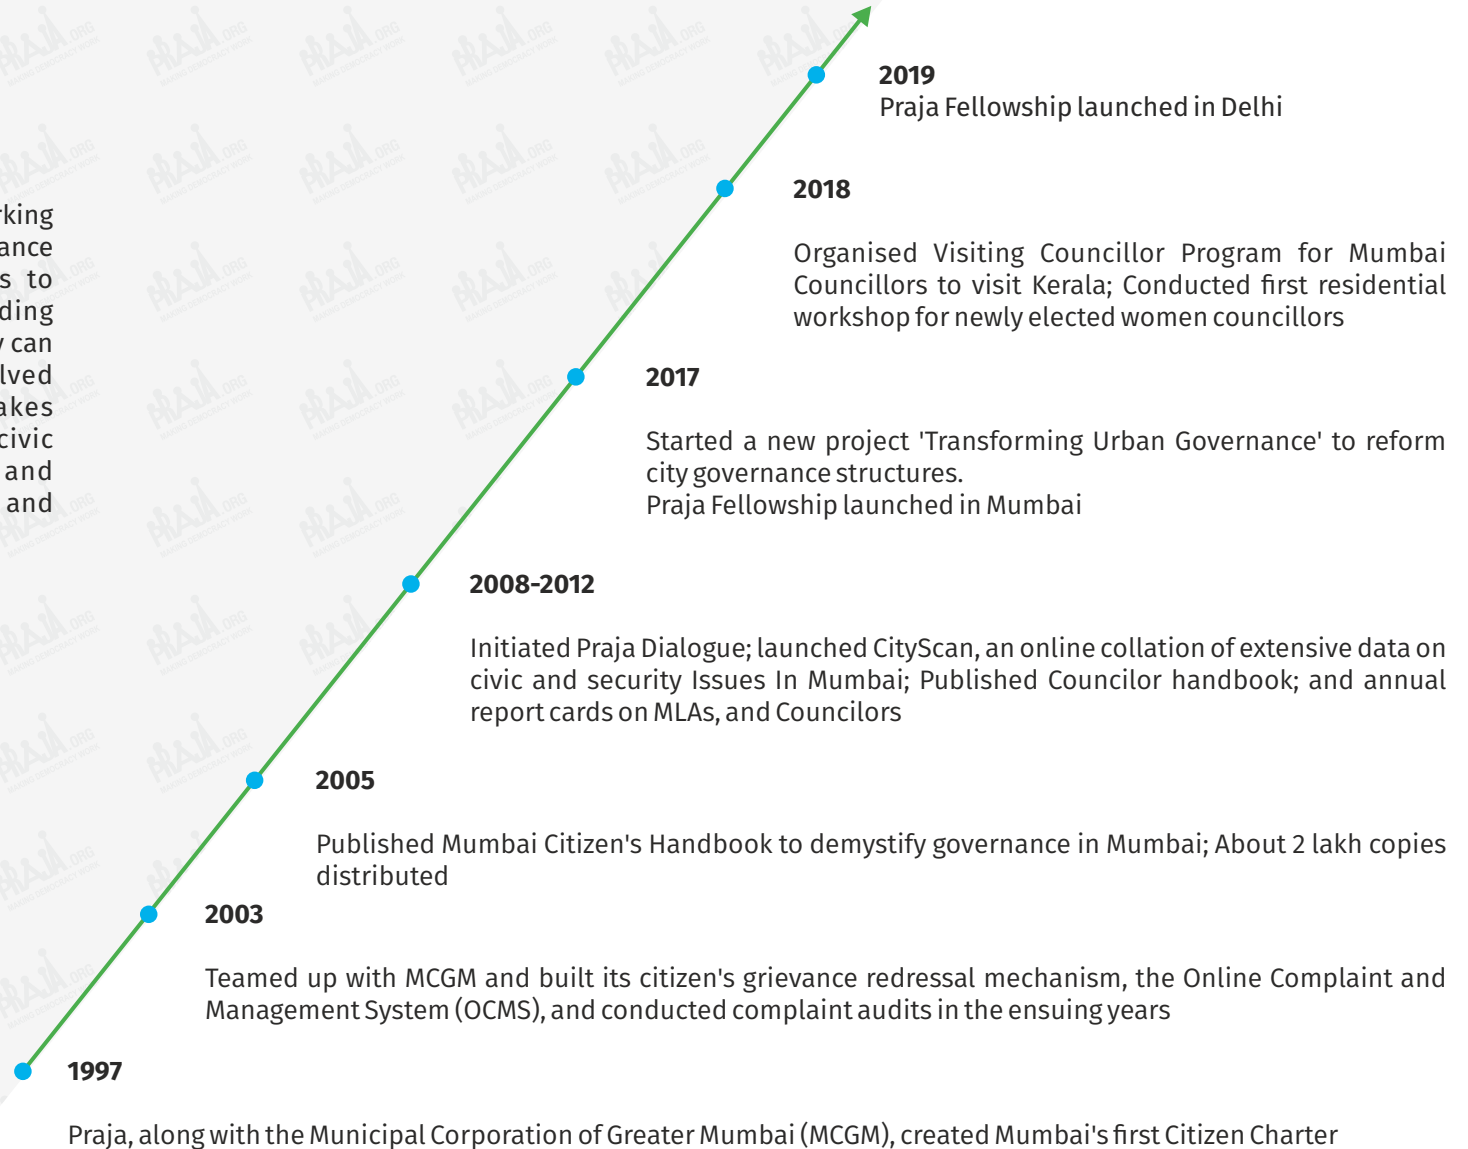 2019
Praja Fellowship launched in Delhi
2018
Organised Visiting Councillor Program for Mumbai
Councillors to visit Kerala; Conducted first residential
workshop for newly elected women councillors
2017
Started a new project 'Transforming Urban Governance' to reform
city governance structures.
Praja Fellowship launched in Mumbai
2008-2012
Initiated Praja Dialogue; launched CityScan, an online collation of extensive data on
civic and security Issues In Mumbai; Published Councilor handbook; and annual
report cards on MLAs, and Councilors
2005
Published Mumbai Citizen's Handbook to demystify governance in Mumbai; About 2 lakh copies
distributed
2003
Teamed up with MCGM and built its citizen's grievance redressal mechanism, the Online Complaint and
Management System (OCMS), and conducted complaint audits in the ensuing years
1997
Praja, along with the Municipal Corporation of Greater Mumbai (MCGM), created Mumbai's first Citizen Charter
to
can
civic
and
and